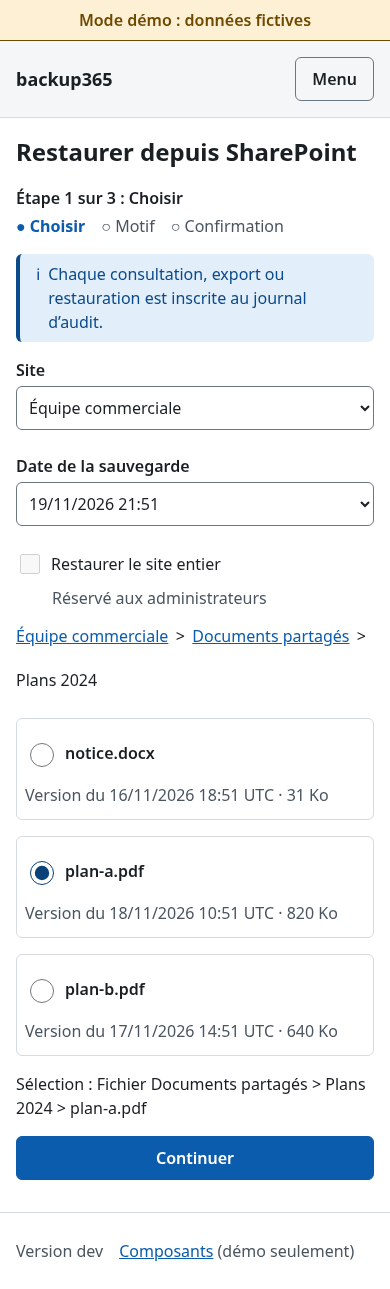 Mode démo : données fictives
backup365
Menu
Restaurer depuis SharePoint
Étape 1 sur 3 : Choisir
● Choisir ○ Motif ○ Confirmation
i Chaque consultation, export ou
restauration est inscrite au journal
d’audit.
Site
Équipe commerciale
Date de la sauvegarde
19/11/2026 21:51
Restaurer le site entier
Réservé aux administrateurs
Équipe commerciale > Documents partagés >
Plans 2024
notice.docx
Version du 16/11/2026 18:51 UTC · 31 Ko
plan-a.pdf
Version du 18/11/2026 10:51 UTC · 820 Ko
plan-b.pdf
Version du 17/11/2026 14:51 UTC · 640 Ko
Sélection : Fichier Documents partagés > Plans
2024 > plan-a.pdf
Continuer
Version dev Composants (démo seulement)